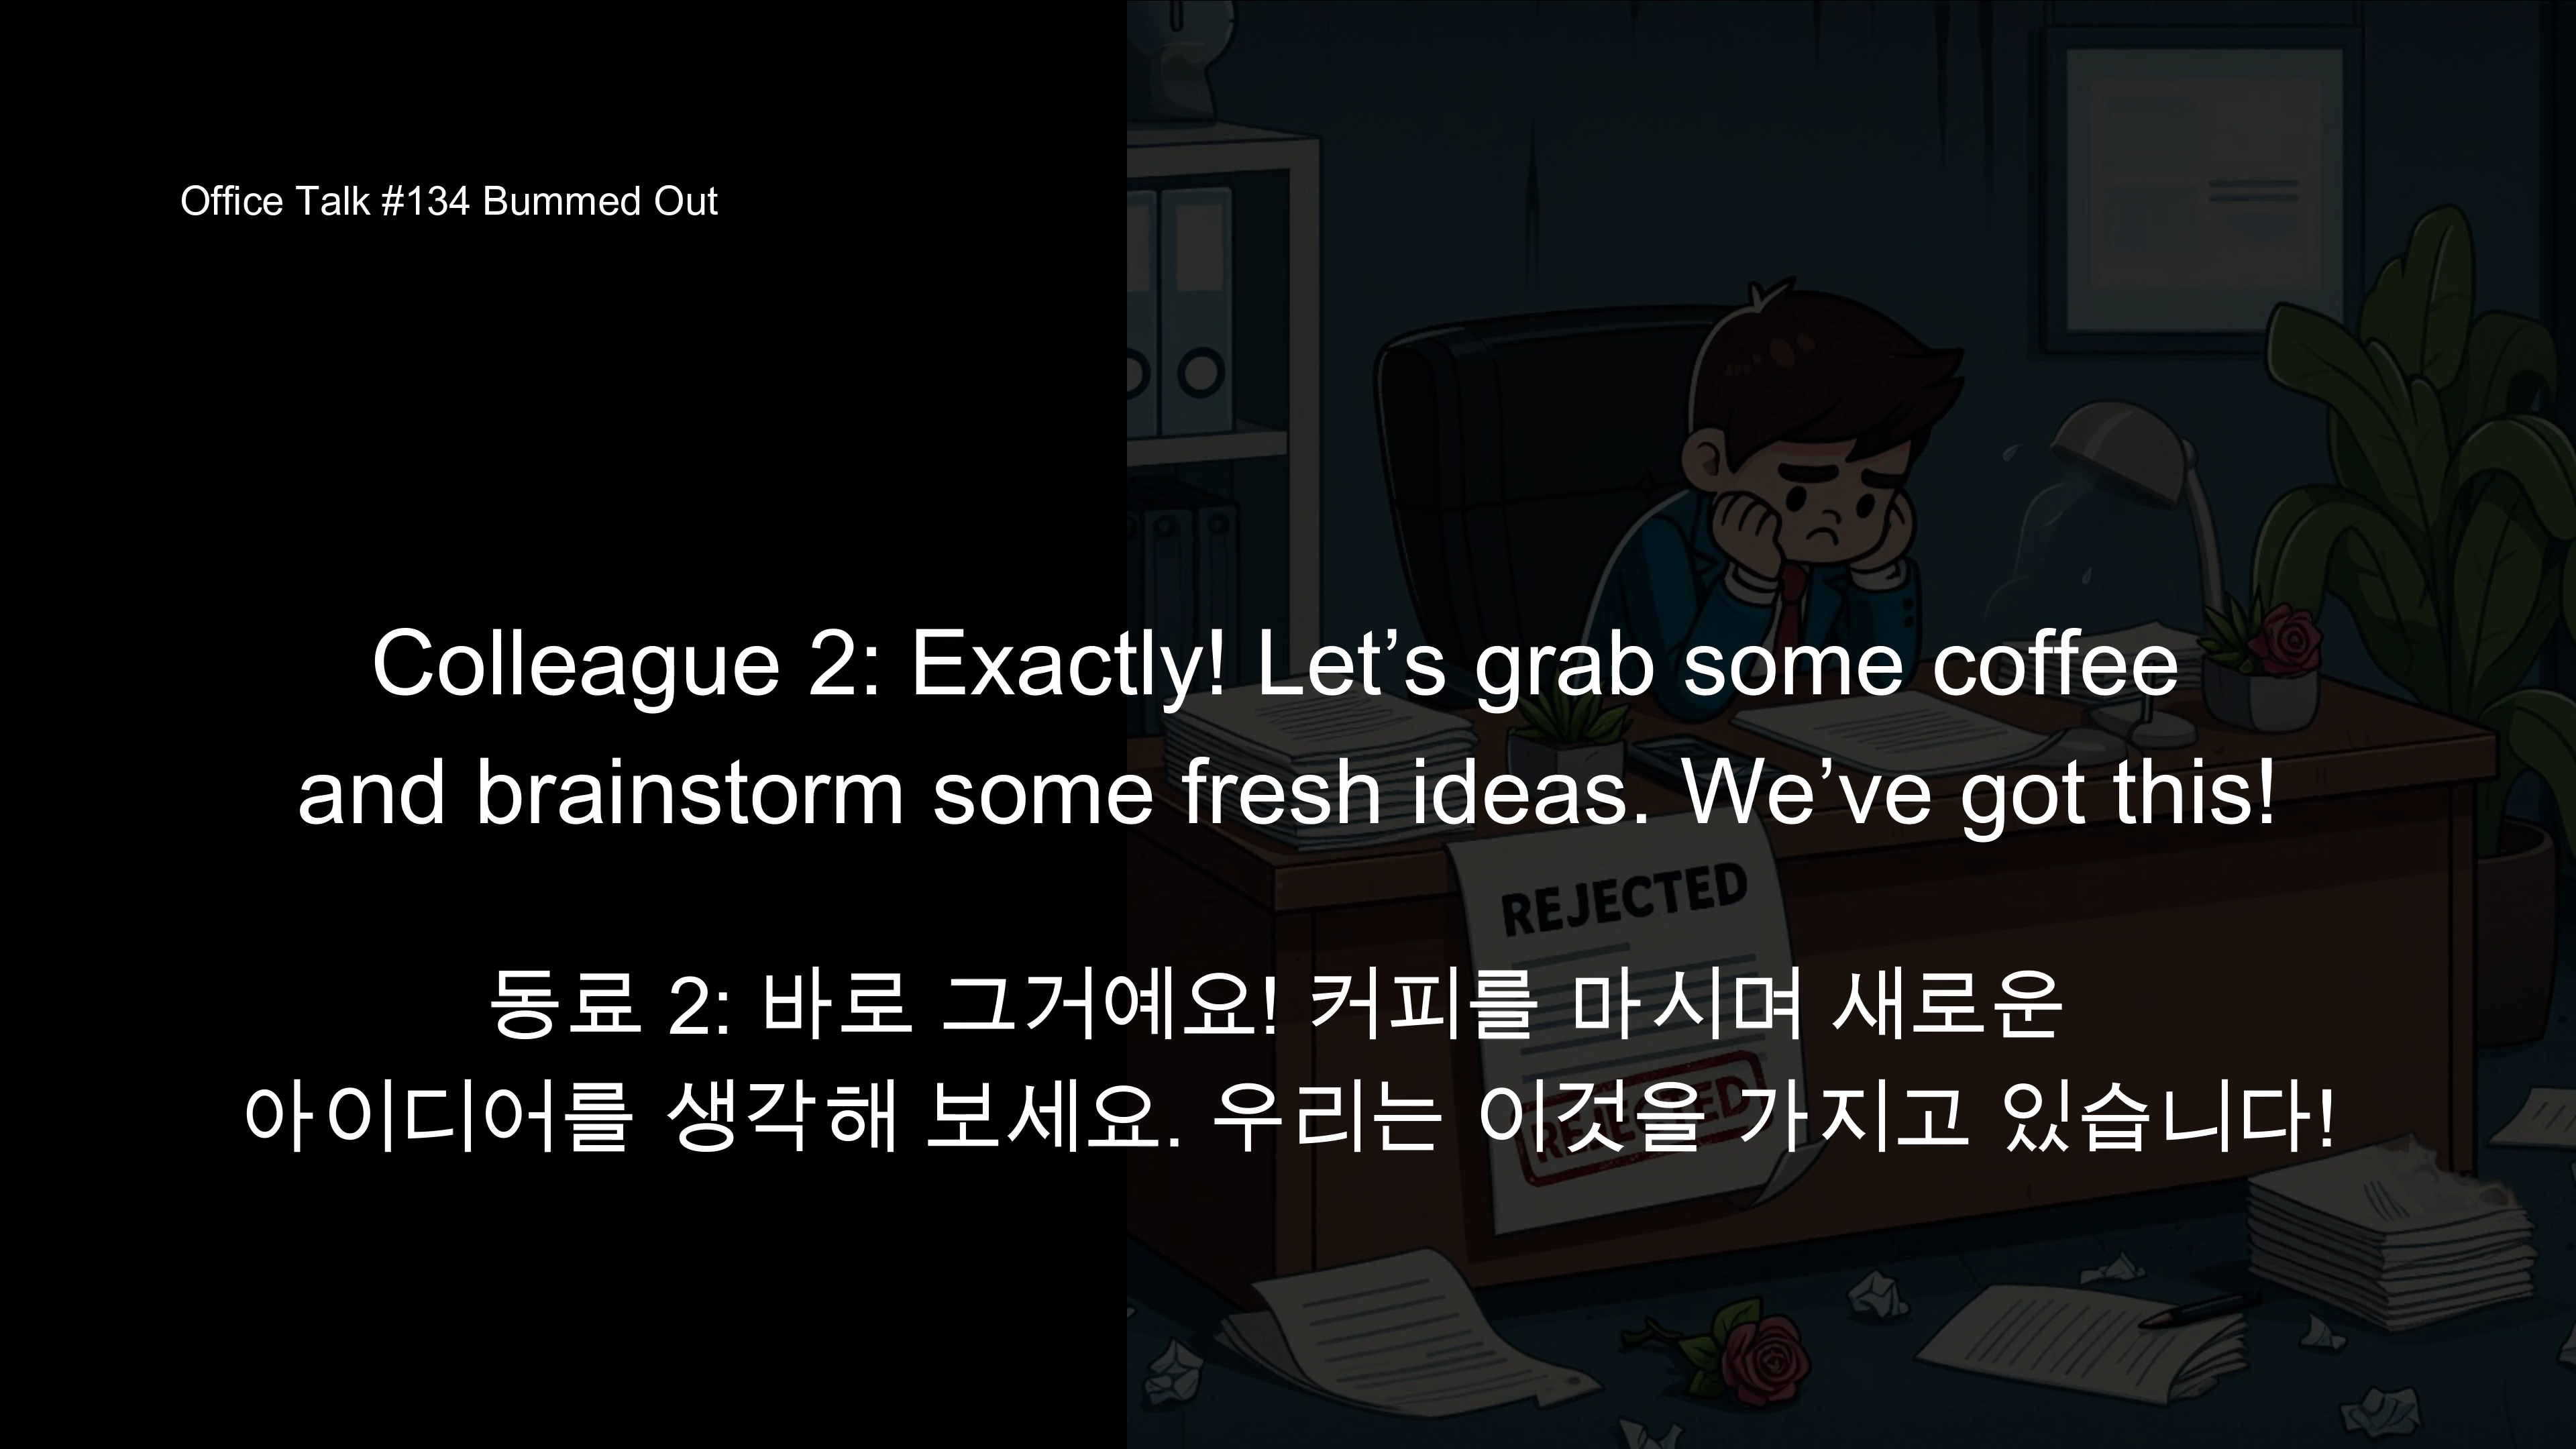 Office Talk #134 Bummed Out
Colleague 2: Exactly! Let’s grab some coffee
and brainstorm some fresh ideas. We’ve got this!
REJECTED
동료 2: 바로 그거예요! 커피를 마시며 새로운
아이디어를 생각해 보세요. 우리는 이것을 가지고 있습니다!
REJECTED